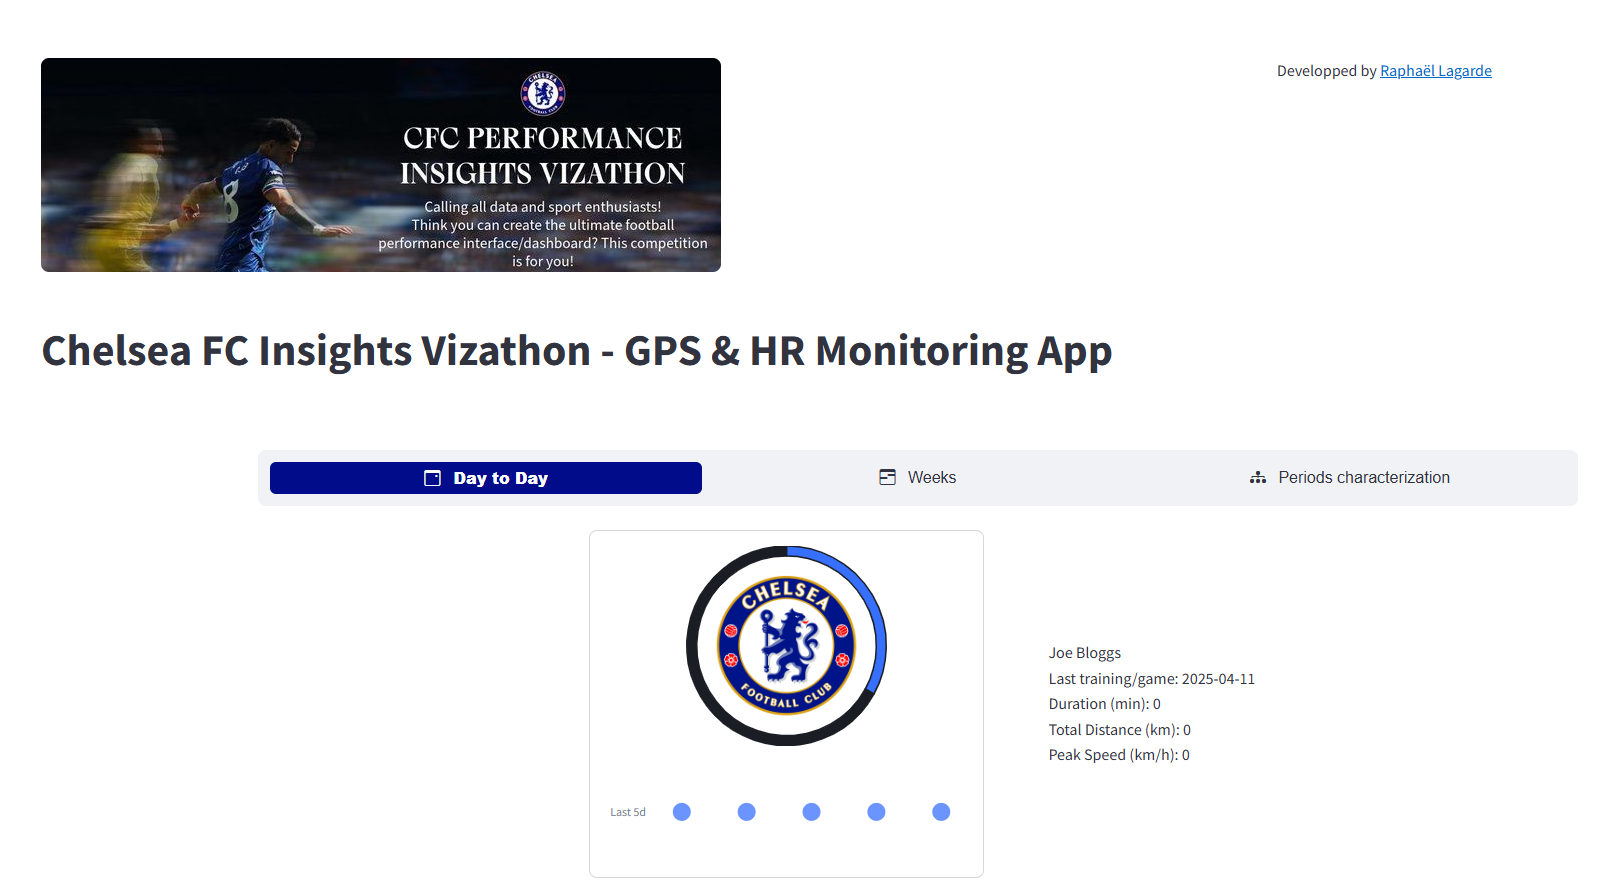 Developped by Raphaël Lagarde
CHELSEA
FOOTBALL CLUB
CFC PERFORMANCE
INSIGHTS VIZATHON
Calling all data and sport enthusiasts!
Think you can create the ultimate football
performance interface/dashboard? This competition
is for you!
8
Chelsea FC Insights Vizathon - GPS & HR Monitoring App
Day to Day
Weeks
Periods characterization
CHELSEA
FOOTBALL CLUB
Joe Bloggs
Last training/game: 2025-04-11
Duration (min): 0
Total Distance (km): 0
Peak Speed (km/h): 0
Last 5d